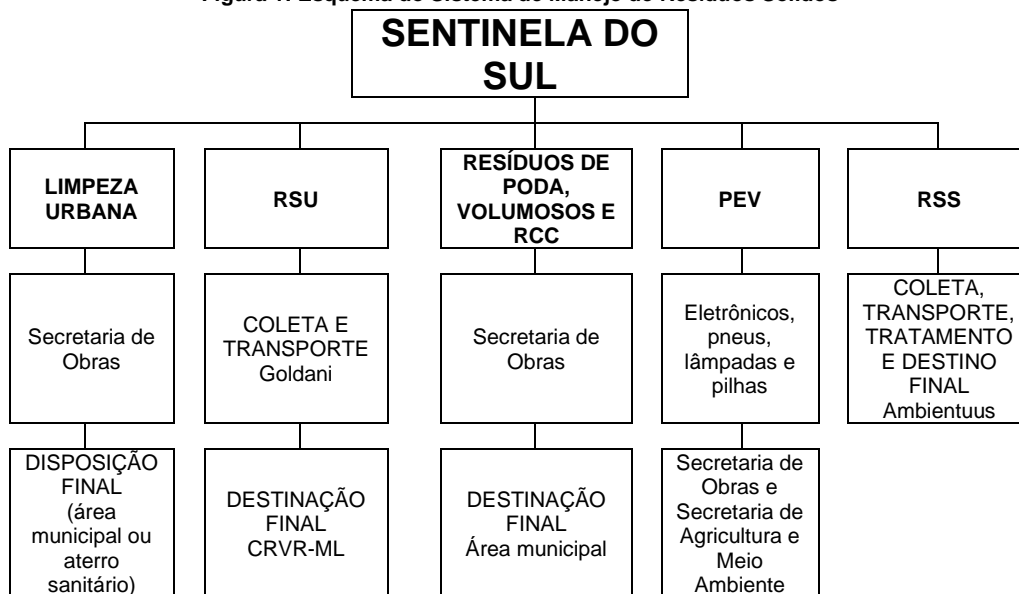 Figura 1. Esquema do Sistema de Manejo de Resíduos Sólidos
SENTINELA DO
SUL
LIMPEZA
URBANA
RSU
RESÍDUOS DE
PODA,
VOLUMOSOS E
RCC
PEV
RSS
Secretaria de
Obras
COLETA E
TRANSPORTE
Goldani
Secretaria de
Obras
Eletrônicos,
pneus,
lâmpadas e
pilhas
COLETA,
TRANSPORTE,
TRATAMENTO
E DESTINO
FINAL
Ambientuus
DISPOSIÇÃO
FINAL
(área
municipal ou
aterro
sanitário)
DESTINAÇÃO
FINAL
CRVR-ML
DESTINAÇÃO
FINAL
Área municipal
Secretaria de
Obras e
Secretaria de
Agricultura e
Meio
Ambiente